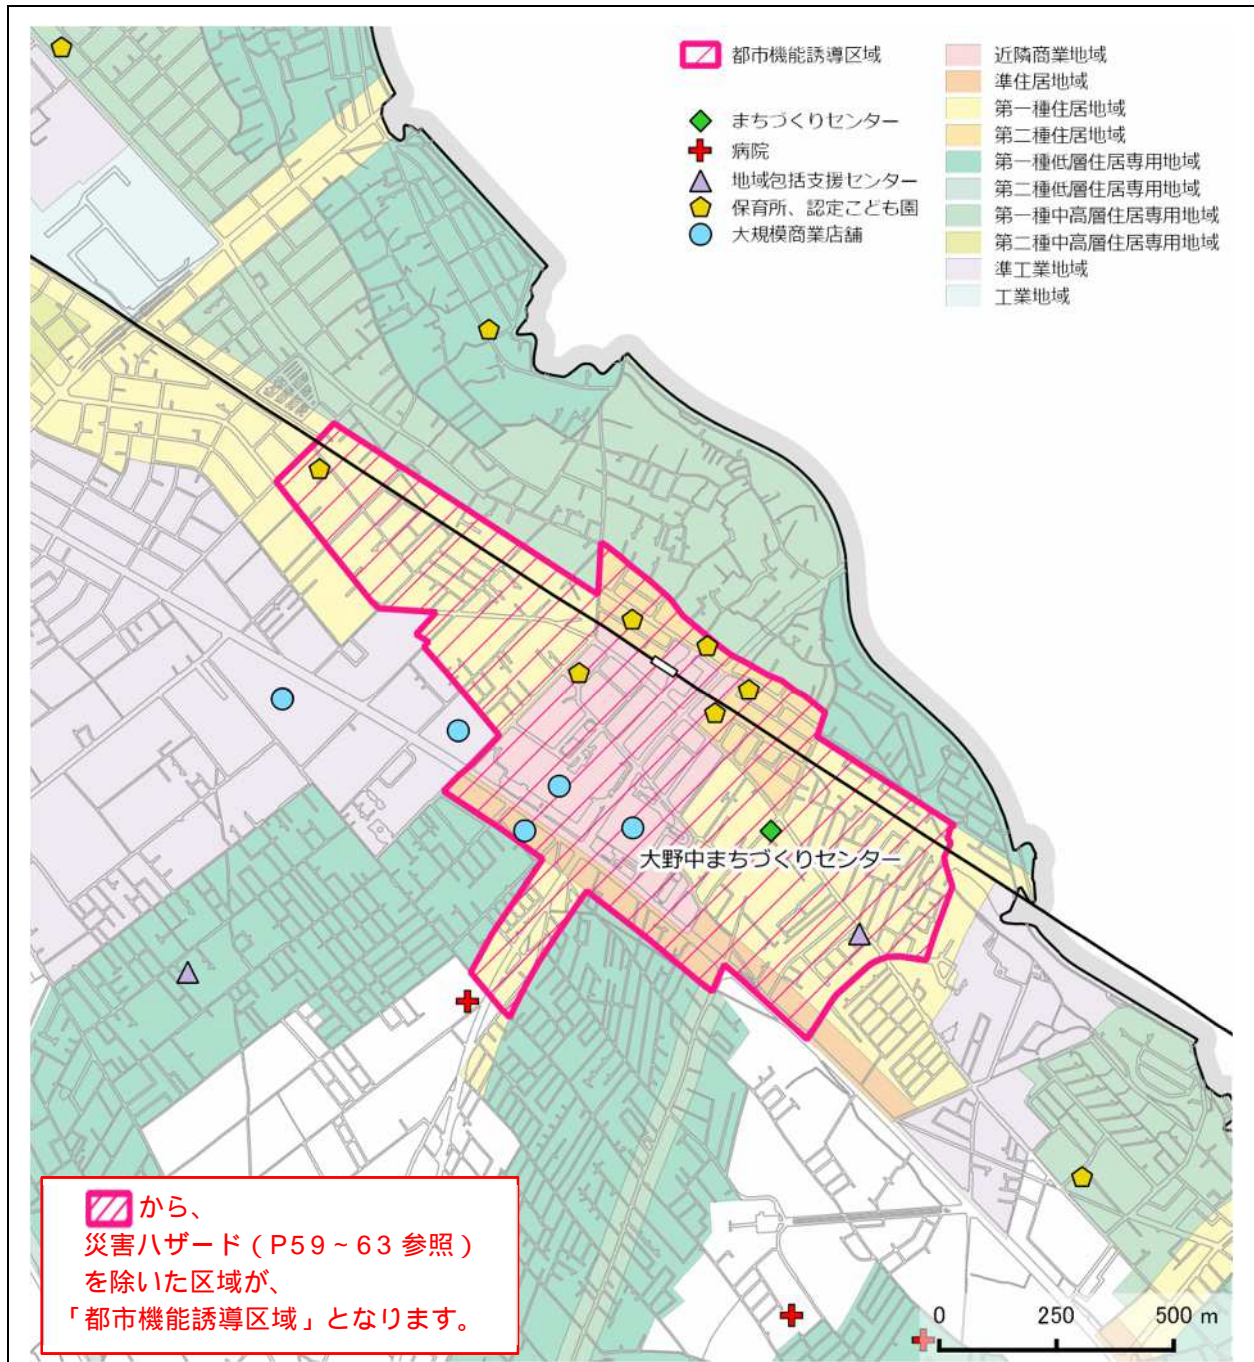 都市機能誘導区域
まちづくりセンター
病院
地域包括支援センター
保育所、認定こども園
大規模商業店舗
近隣商業地域
準住居地域
第一種住居地域
第二種住居地域
第一種低層住居専用地域
第二種低層住居専用地域
第一種中高層住居専用地域
第二種中高層住居専用地域
準工業地域
工業地域
大野中まちづくりセンター
から、
災害ハザード(P59~63 参照)
を除いた区域が、
「都市機能誘導区域」となります。
0 250 500 m